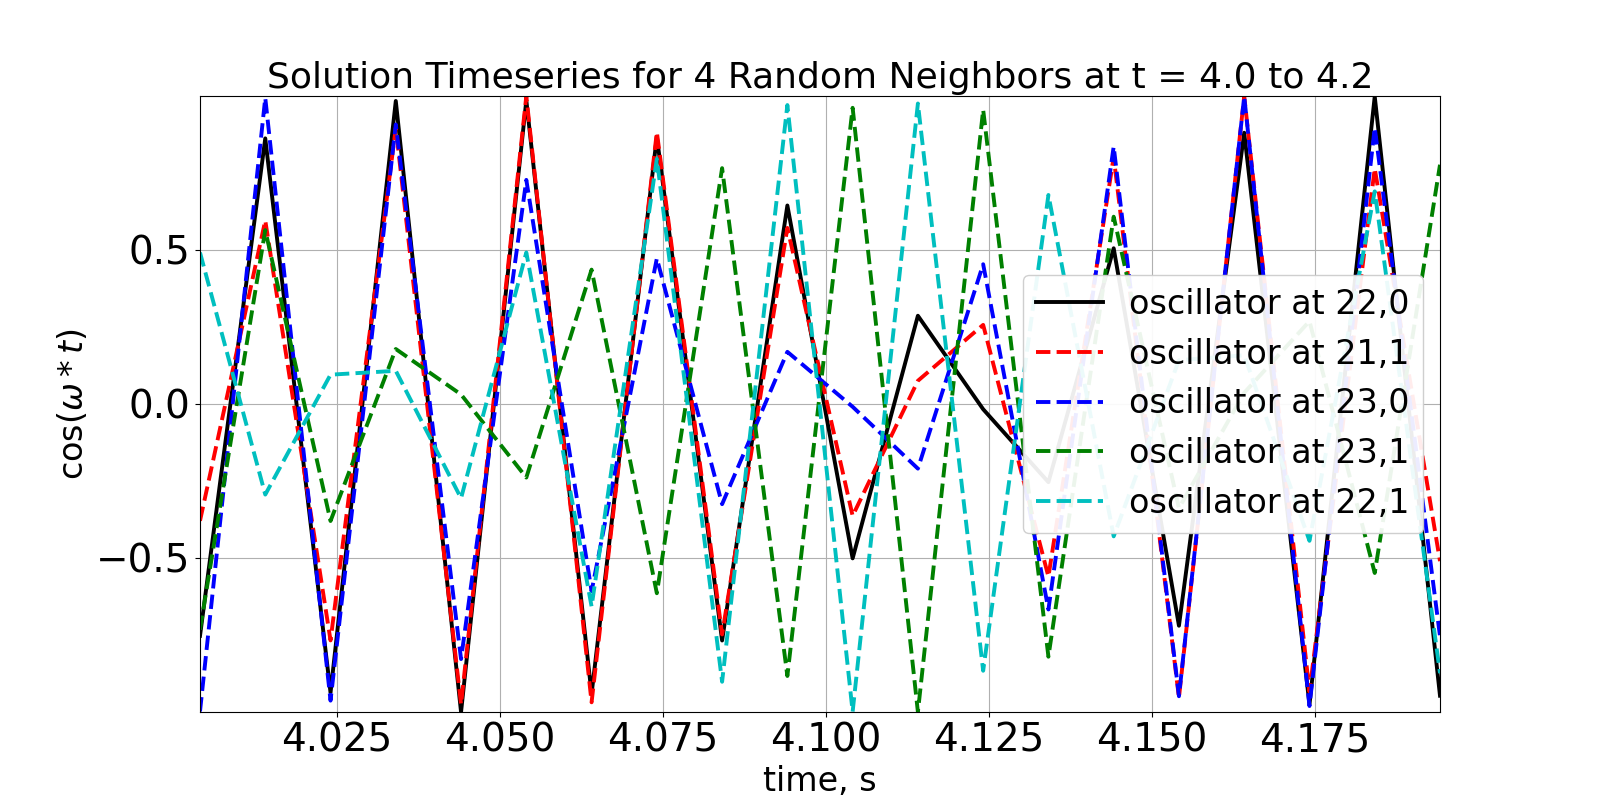 Solution Timeseries for 4 Random Neighbors at t = 4.0 to 4.2
cos(ω * t)
0.5
0.0
−0.5
oscillator at 22,0
oscillator at 21,1
oscillator at 23,0
oscillator at 23,1
oscillator at 22,1
4.025 4.050 4.075 4.100 4.125 4.150 4.175
time, s